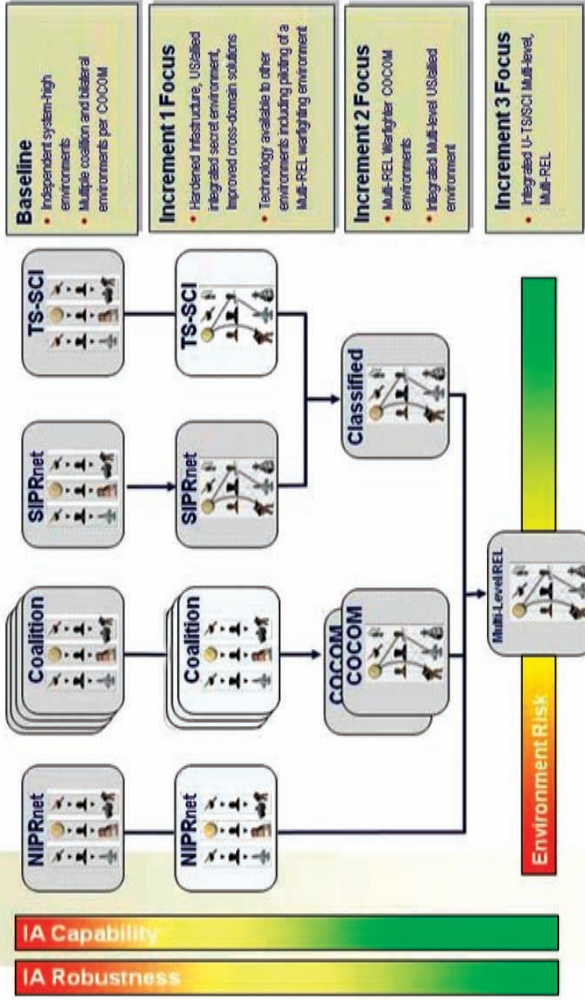 Baseline
• Independent system-high
environments
• Multiple coalition and bilateral
environments per COCOM
Increment 1 Focus
• Hardened Infrastructure, US/allied
integrated secret environment,
Improved cross-domain solutions
• Technology available to other
environments including piloting of a
Multi-REL warfighting environment
Increment 2 Focus
• Multi-REL Warfighter COCOM
environments
• Integrated Multi-level US/allied
environment
Increment 3 Focus
• Integrated U-TS/SCI Multi-level,
Multi-REL
NIPRnet
Coalition
SIPRnet
TS-SCI
NIPRnet
Coalition
SIPRnet
TS-SCI
COCOM
COCOM
Classified
Multi-Level REL
Environment Risk
IA Capability
IA Robustness